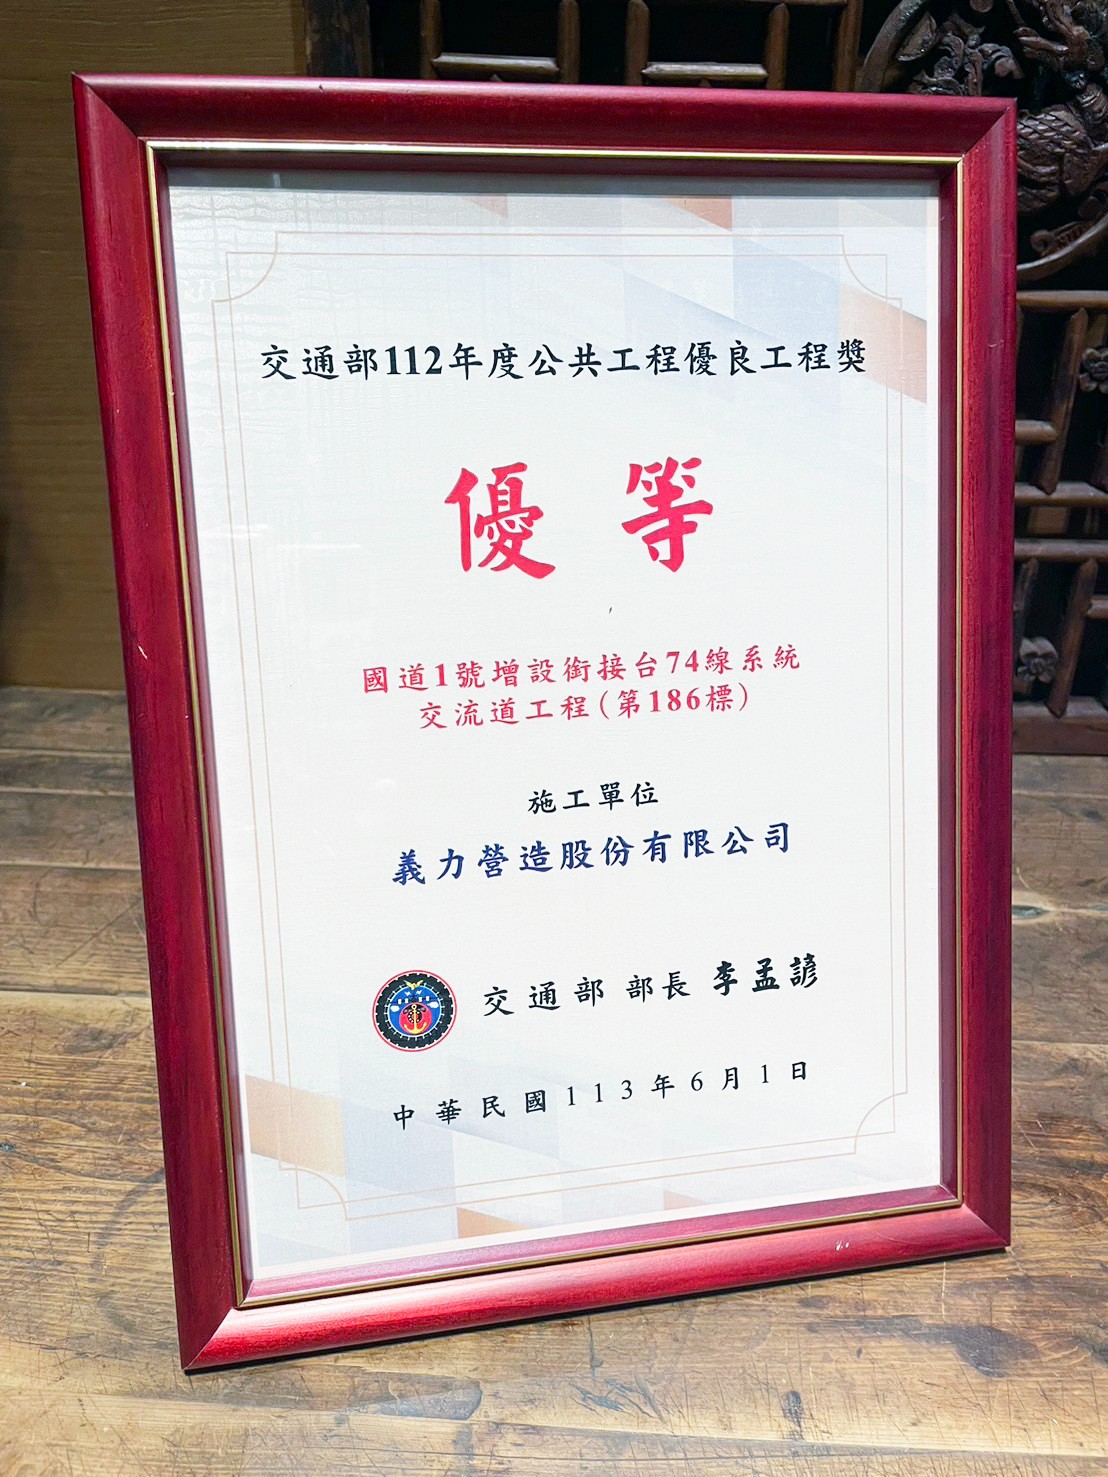 交通部112年度公共工程優良工程獎
優等
國道1號增設銜接台74線系統
交流道工程(第186標)
施工單位
義力營造股份有限公司
交通部 部長 李孟諺
中華民國113年6月1日